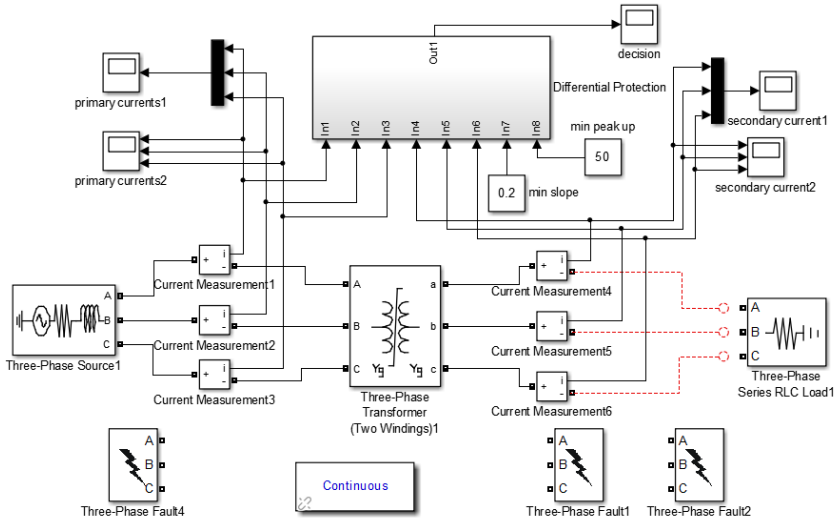 Out1
decision
primary currents1
Differential Protection
In1 In2 In3 In4 In5 In6 In7 In8
secondary current1
min peak up
50
primary currents2
0.2
min slope
secondary current2
+ i -
Current Measurement1
+ i -
Current Measurement2
+ i -
Current Measurement3
A
B
C
Three-Phase Source1
A a
B b
C c
Yg Yg
Three-Phase
Transformer
(Two Windings)1
+ i -
Current Measurement4
+ i -
Current Measurement5
+ i -
Current Measurement6
A
B
C
Three-Phase
Series RLC Load1
A
B
C
Three-Phase Fault4
Continuous
A
B
C
Three-Phase Fault1
A
B
C
Three-Phase Fault2